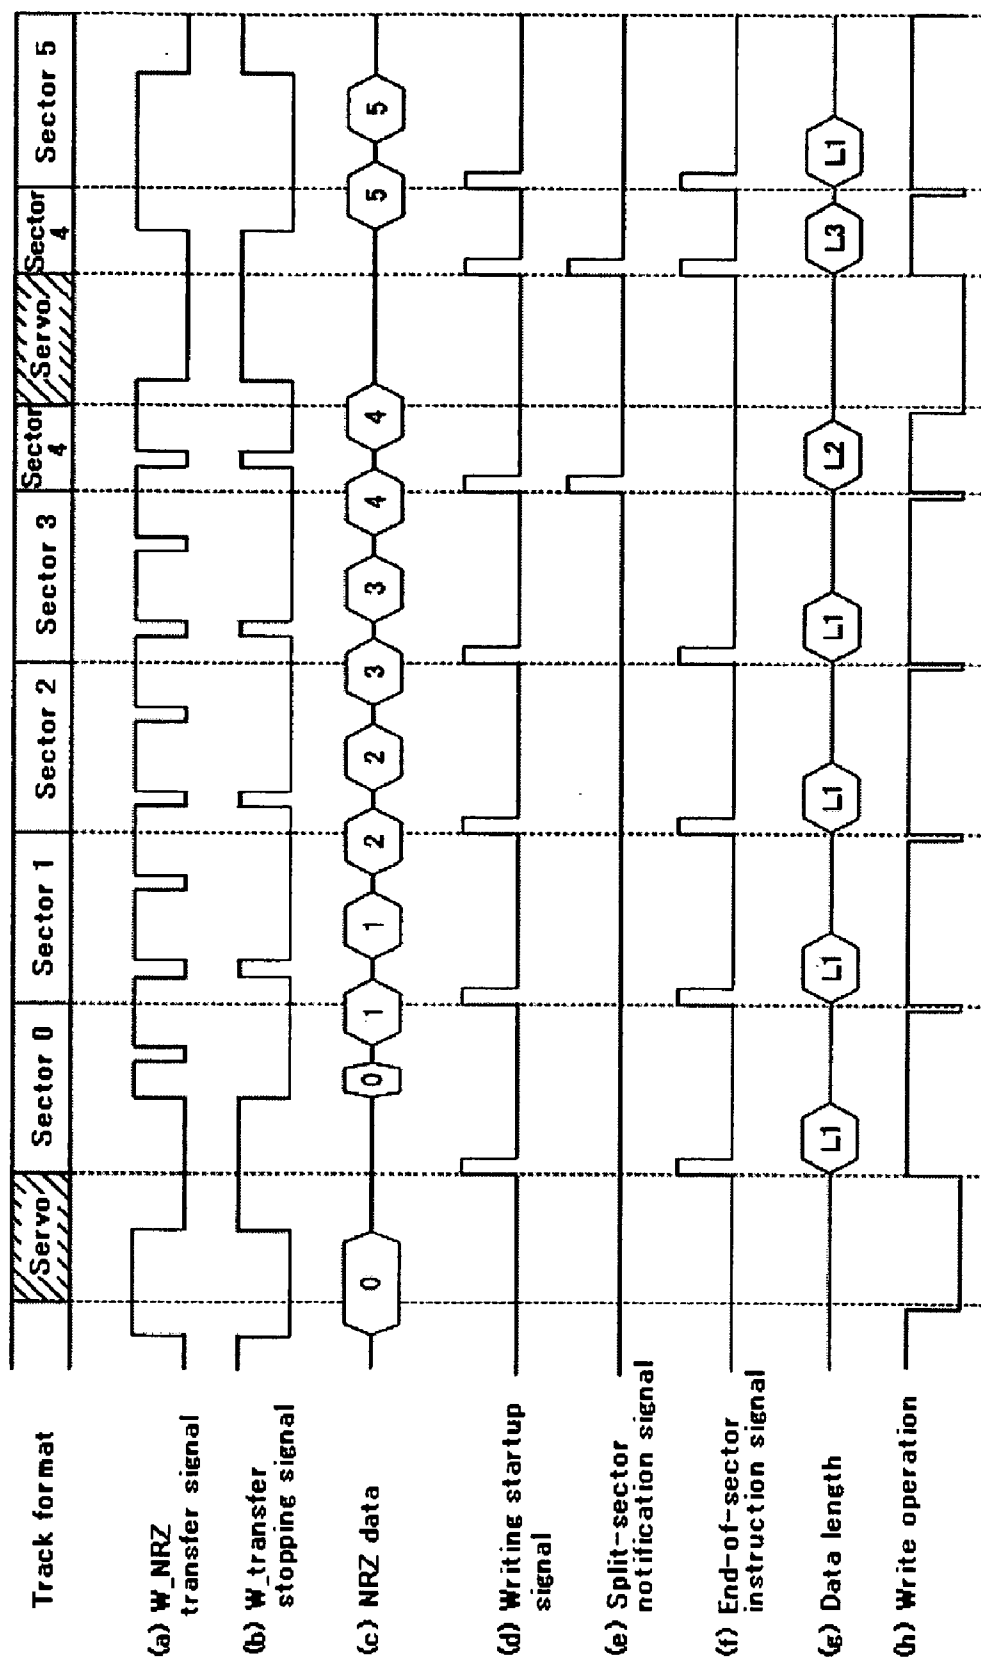 Track format
Servo
Sector 0
Sector 1
Sector 2
Sector 3
Sector
4
Servo
Sector
4
Sector 5
(a) W_NRZ
transfer signal
(b) W_transfer
stopping signal
(c) NRZ data
0
0
1
1
2
2
3
3
4
4
5
5
(d) Writing startup
signal
(e) Split-sector
notification signal
(f) End-of-sector
instruction signal
(g) Data length
L1
L1
L1
L1
L2
L3
L1
(h) Write operation